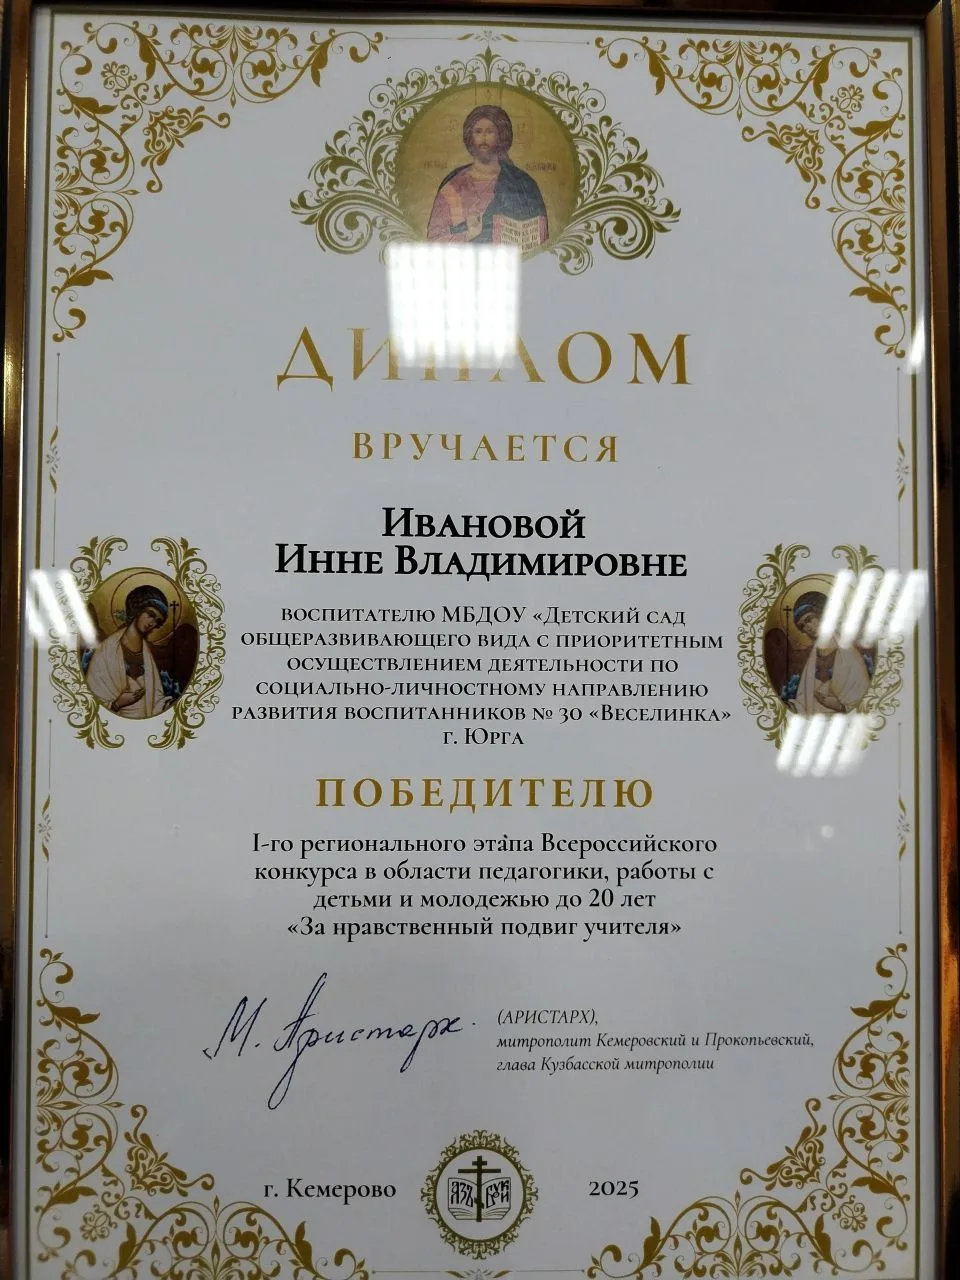 ДИПЛОМ
ВРУЧАЕТСЯ
ИВАНОВОЙ
ИННЕ ВЛАДИМИРОВНЕ
ВОСПИТАТЕЛЮ МБДОУ «ДЕТСКИЙ САД
ОБЩЕРАЗВИВАЮЩЕГО ВИДА С ПРИОРИТЕТНЫМ
ОСУЩЕСТВЛЕНИЕМ ДЕЯТЕЛЬНОСТИ ПО
СОЦИАЛЬНО-ЛИЧНОСТНОМУ НАПРАВЛЕНИЮ
РАЗВИТИЯ ВОСПИТАННИКОВ № 30 «ВЕСЕЛИНКА»
Г. ЮРГА
ПОБЕДИТЕЛЮ
I-го регионального этапа Всероссийского
конкурса в области педагогики, работы с
детьми и молодежью до 20 лет
«За нравственный подвиг учителя»
М. Аристарх.
(АРИСТАРХ),
митрополит Кемеровский и Прокопьевский,
глава Кузбасской митрополии
г. Кемерово
АЗЪ БУКИ
2025